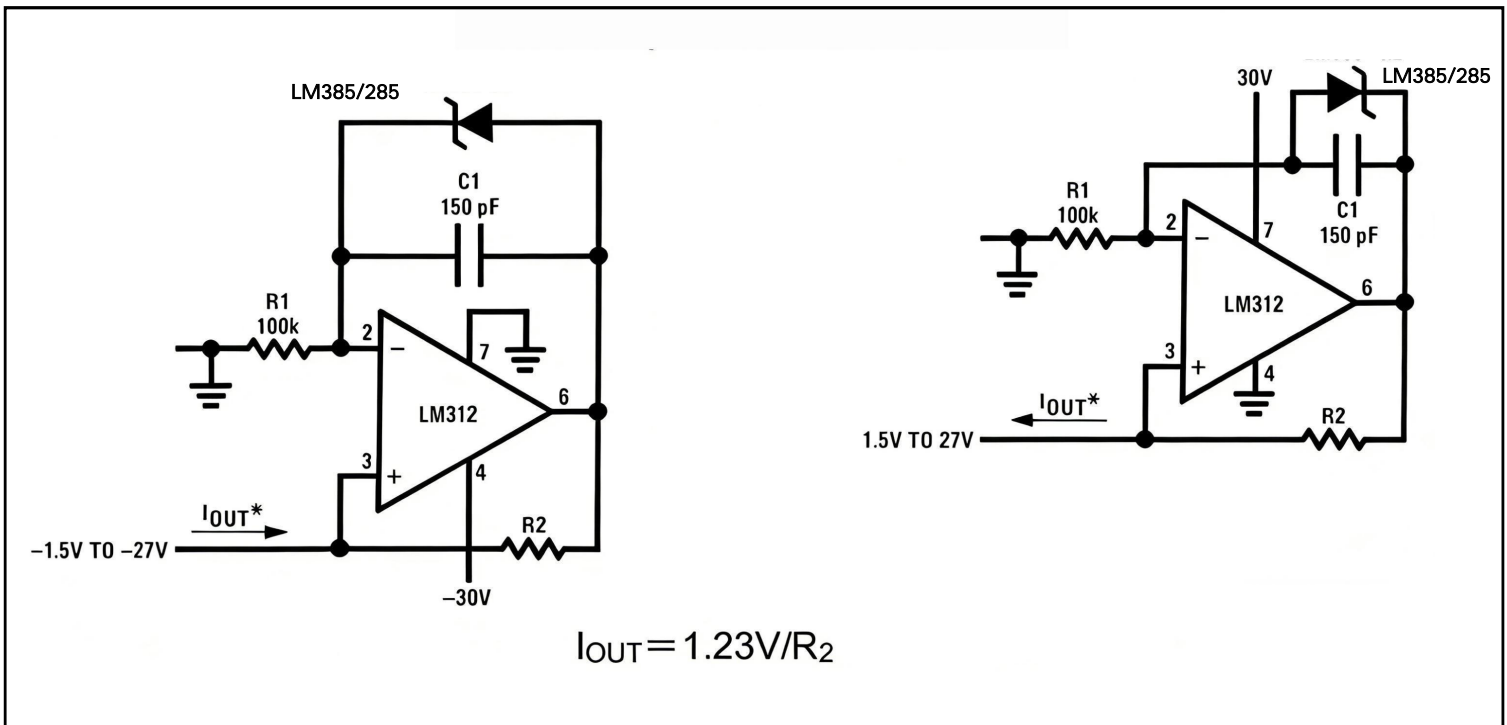 LM385/285
C1
150 pF
R1
100k
2
−
7
LM312
6
3
+
4
IOUT*
−1.5V TO −27V
R2
−30V
30V
LM385/285
R1
100k
C1
150 pF
2
−
7
LM312
6
3
+
4
IOUT*
1.5V TO 27V
R2
IOUT=1.23V/R2